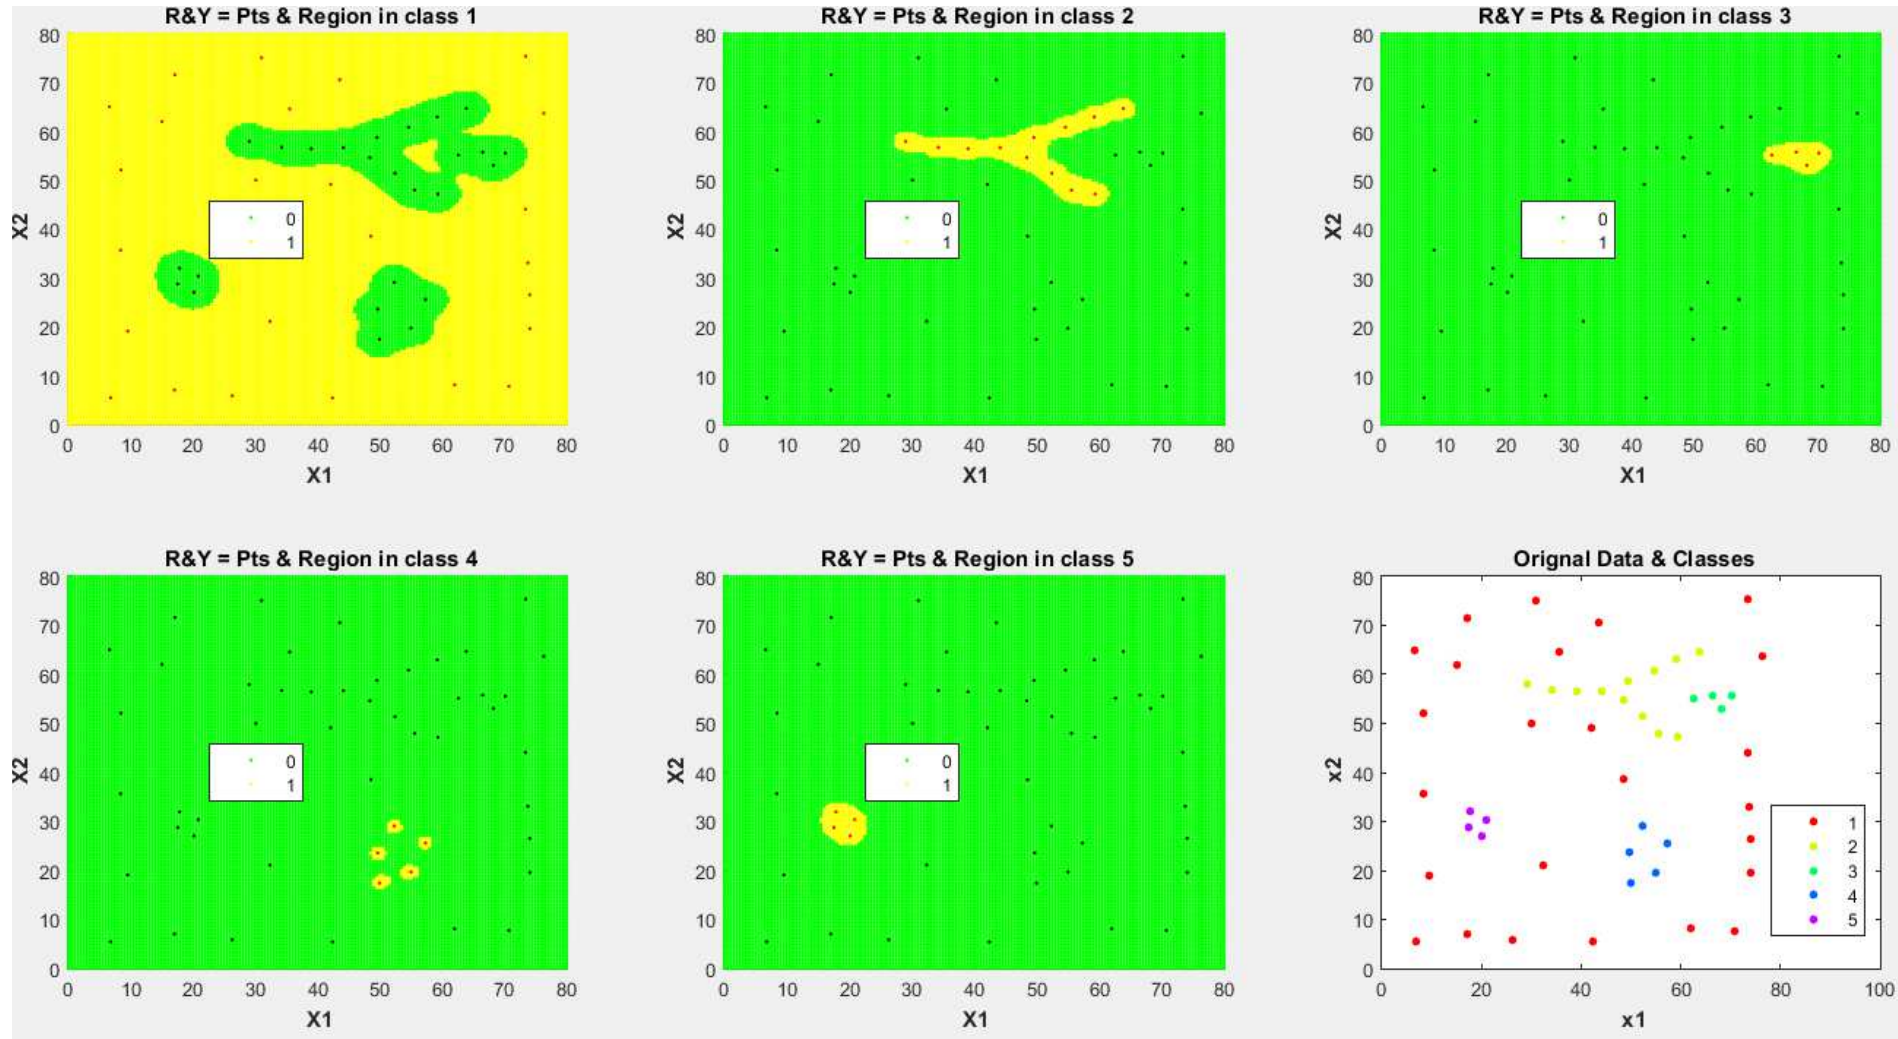 R&Y = Pts & Region in class 1
80
70
60
50
40
30
20
10
0
X2
0
1
0 10 20 30 40 50 60 70 80
X1
R&Y = Pts & Region in class 2
80
70
60
50
40
30
20
10
0
X2
0
1
0 10 20 30 40 50 60 70 80
X1
R&Y = Pts & Region in class 3
80
70
60
50
40
30
20
10
0
X2
0
1
0 10 20 30 40 50 60 70 80
X1
R&Y = Pts & Region in class 4
80
70
60
50
40
30
20
10
0
X2
0
1
0 10 20 30 40 50 60 70 80
X1
R&Y = Pts & Region in class 5
80
70
60
50
40
30
20
10
0
X2
0
1
0 10 20 30 40 50 60 70 80
X1
Orignal Data & Classes
80
70
60
50
40
30
20
10
0
x2
1
2
3
4
5
0 20 40 60 80 100
x1